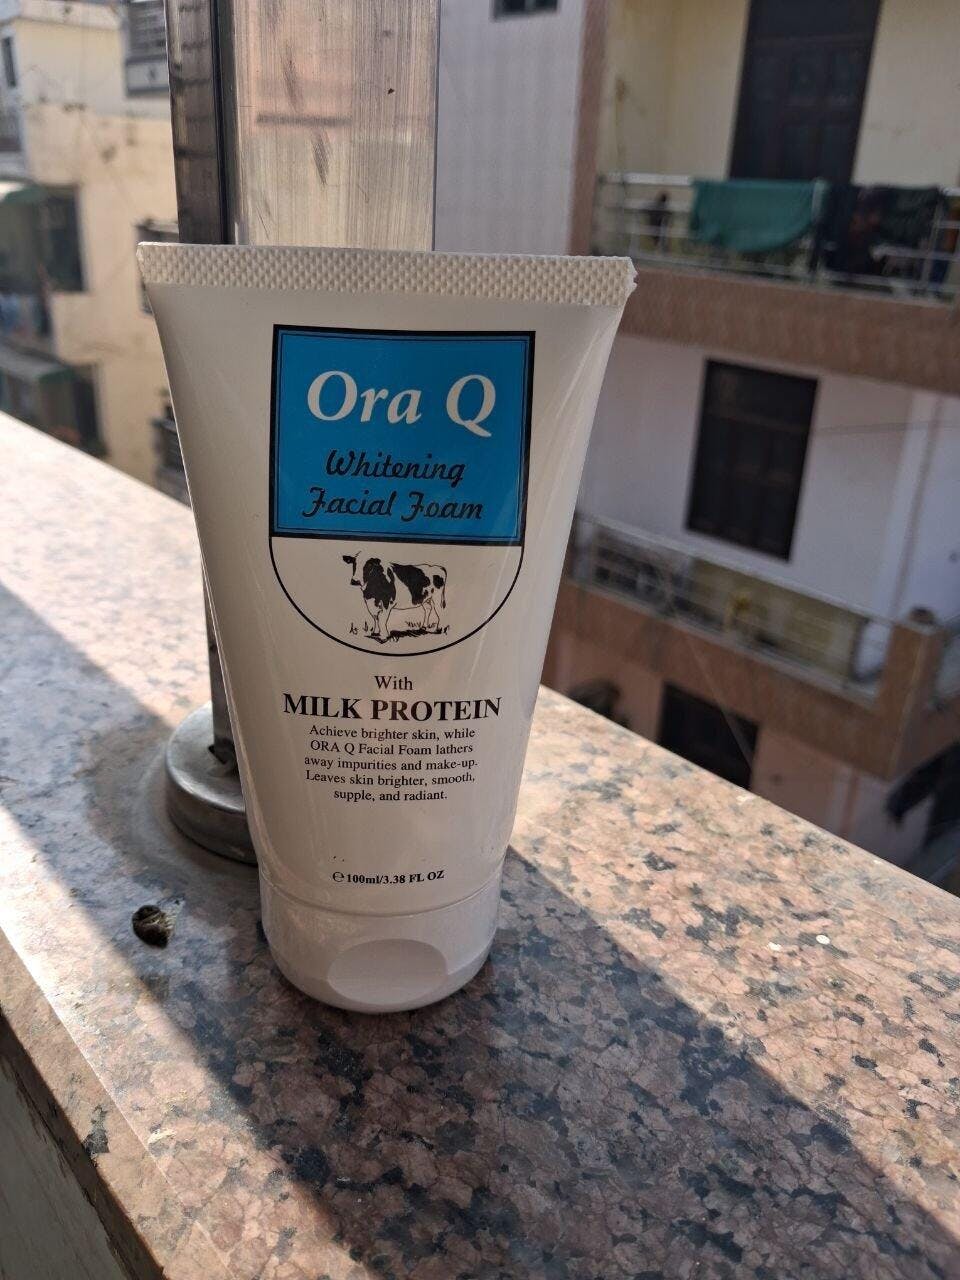 Ora Q
Whitening
Facial Foam
With
MILK PROTEIN
Achieve brighter skin, while
ORA Q Facial Foam lathers
away impurities and make-up.
Leaves skin brighter, smooth,
supple, and radiant.
℮100ml/3.38 FL OZ